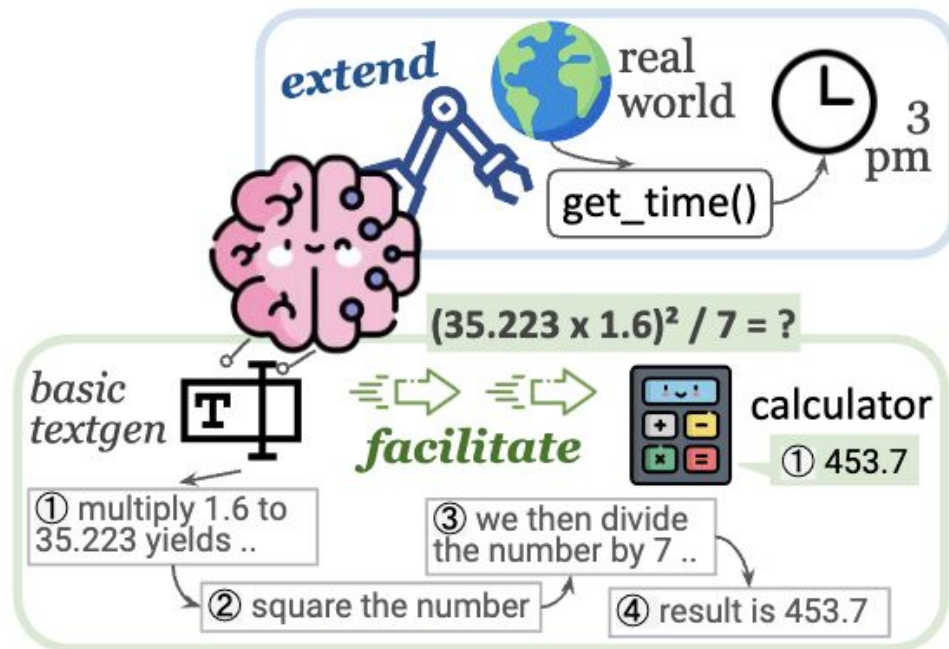 extend
real
world
3
pm
get_time()
(35.223 x 1.6)² / 7 = ?
basic
textgen
T
facilitate
calculator
① 453.7
① multiply 1.6 to
35.223 yields ..
② square the number
③ we then divide
the number by 7 ..
④ result is 453.7